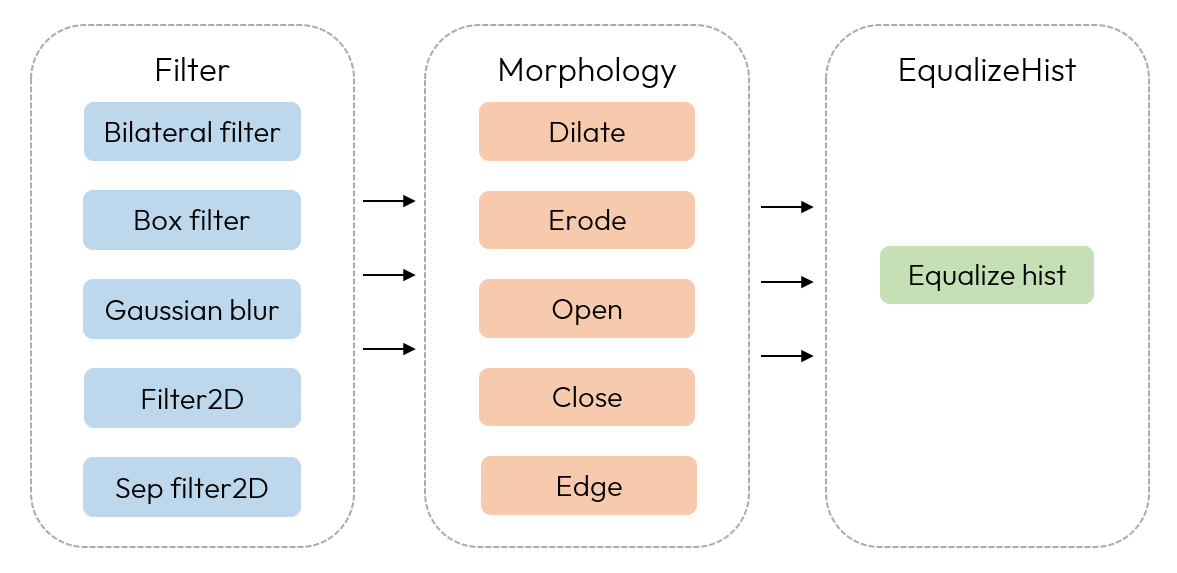 Filter
Bilateral filter
Box filter
Gaussian blur
Filter2D
Sep filter2D
Morphology
Dilate
Erode
Open
Close
Edge
EqualizeHist
Equalize hist